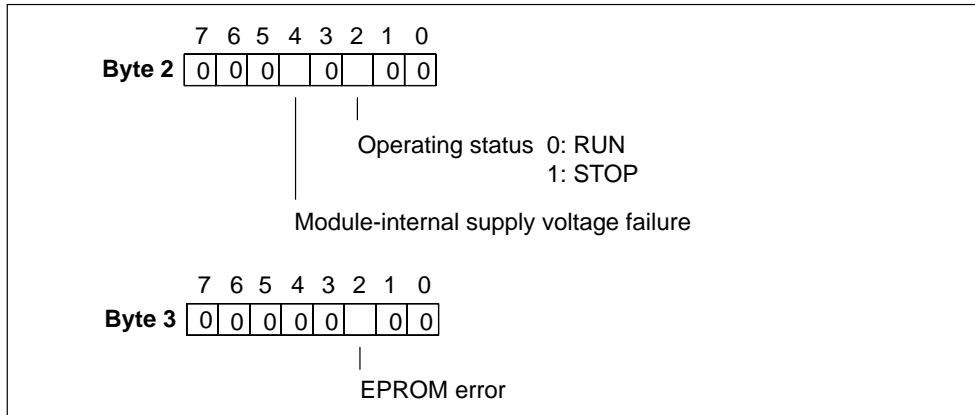 7 6 5 4 3 2 1 0
Byte 2 0 0 0 0 0 0
Operating status 0: RUN
1: STOP
Module-internal supply voltage failure
7 6 5 4 3 2 1 0
Byte 3 0 0 0 0 0 0 0
EPROM error